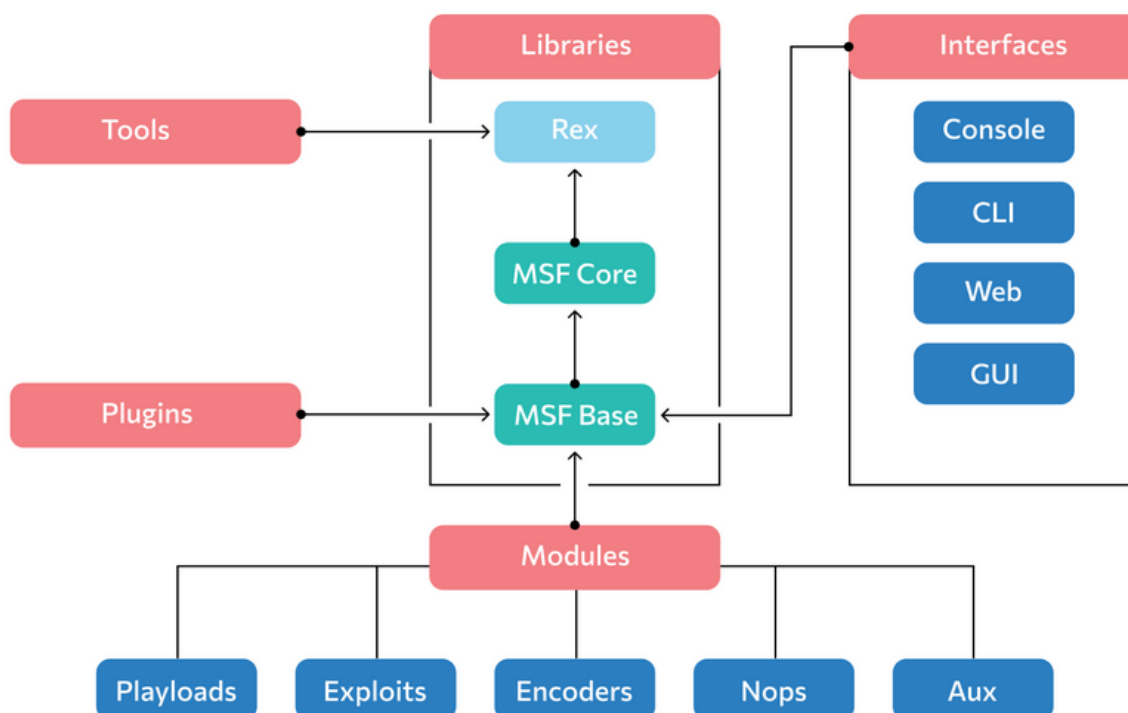 Libraries
Interfaces
Tools
Rex
Console
CLI
MSF Core
Web
GUI
Plugins
MSF Base
Modules
Playloads
Exploits
Encoders
Nops
Aux